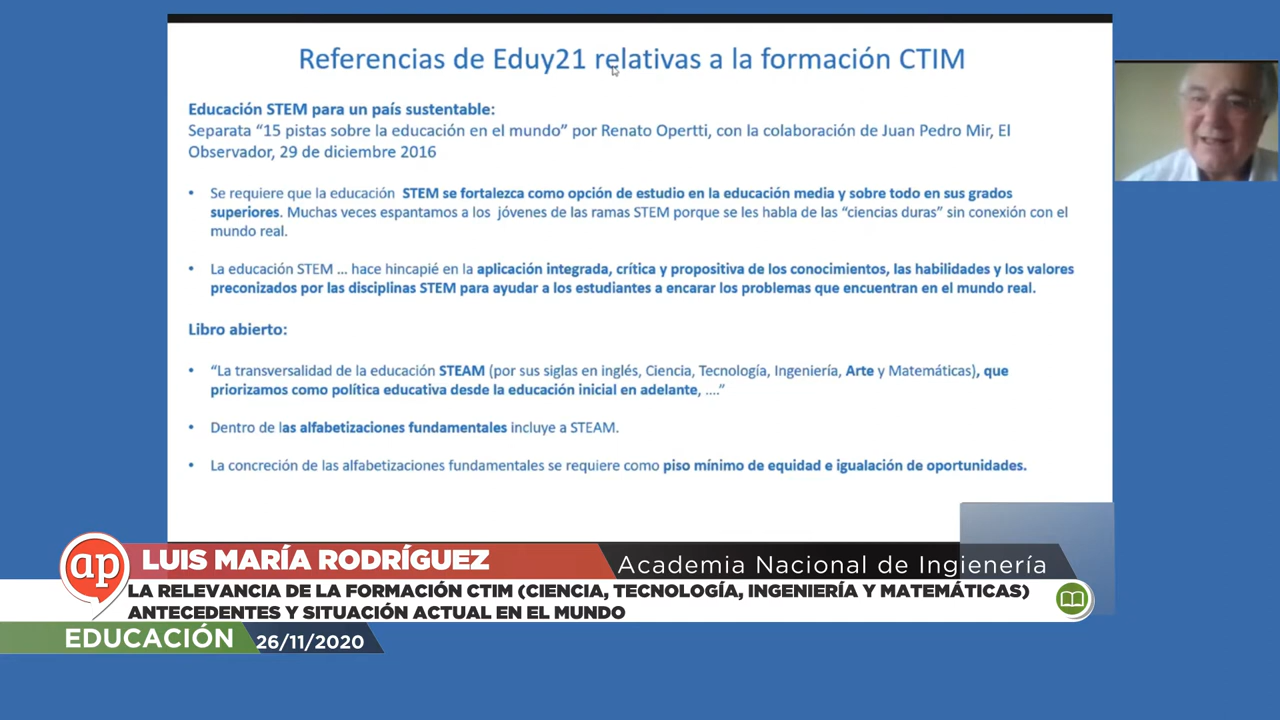 Referencias de Eduy21 relativas a la formación CTIM
Educación STEM para un país sustentable:
Separata “15 pistas sobre la educación en el mundo” por Renato Opertti, con la colaboración de Juan Pedro Mir, El
Observador, 29 de diciembre 2016
• Se requiere que la educación STEM se fortalezca como opción de estudio en la educación media y sobre todo en sus grados
superiores. Muchas veces espantamos a los jóvenes de las ramas STEM porque se les habla de las “ciencias duras” sin conexión con el
mundo real.
• La educación STEM ... hace hincapié en la aplicación integrada, crítica y propositiva de los conocimientos, las habilidades y los valores
preconizados por las disciplinas STEM para ayudar a los estudiantes a encarar los problemas que encuentran en el mundo real.
Libro abierto:
• “La transversalidad de la educación STEAM (por sus siglas en inglés, Ciencia, Tecnología, Ingeniería, Arte y Matemáticas), que
priorizamos como política educativa desde la educación inicial en adelante, ....”
• Dentro de las alfabetizaciones fundamentales incluye a STEAM.
• La concreción de las alfabetizaciones fundamentales se requiere como piso mínimo de equidad e igualación de oportunidades.
ap
LUIS MARÍA RODRÍGUEZ
Academia Nacional de Ingienería
LA RELEVANCIA DE LA FORMACIÓN CTIM (CIENCIA, TECNOLOGÍA, INGENIERÍA Y MATEMÁTICAS)
ANTECEDENTES Y SITUACIÓN ACTUAL EN EL MUNDO
EDUCACIÓN
26/11/2020